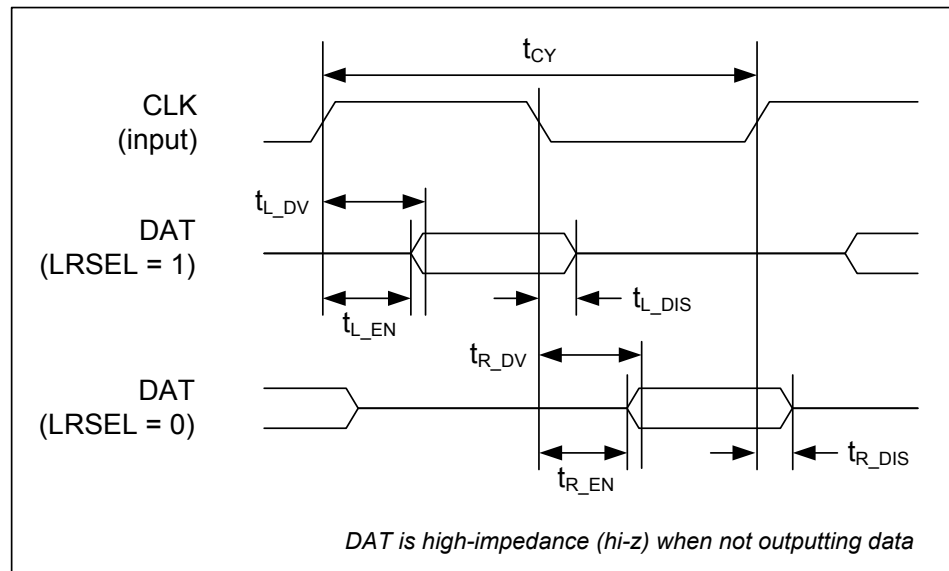 tCY
CLK
(input)
tL_DV
DAT
(LRSEL = 1)
tL_EN
tL_DIS
tR_DV
DAT
(LRSEL = 0)
tR_EN
tR_DIS
DAT is high-impedance (hi-z) when not outputting data